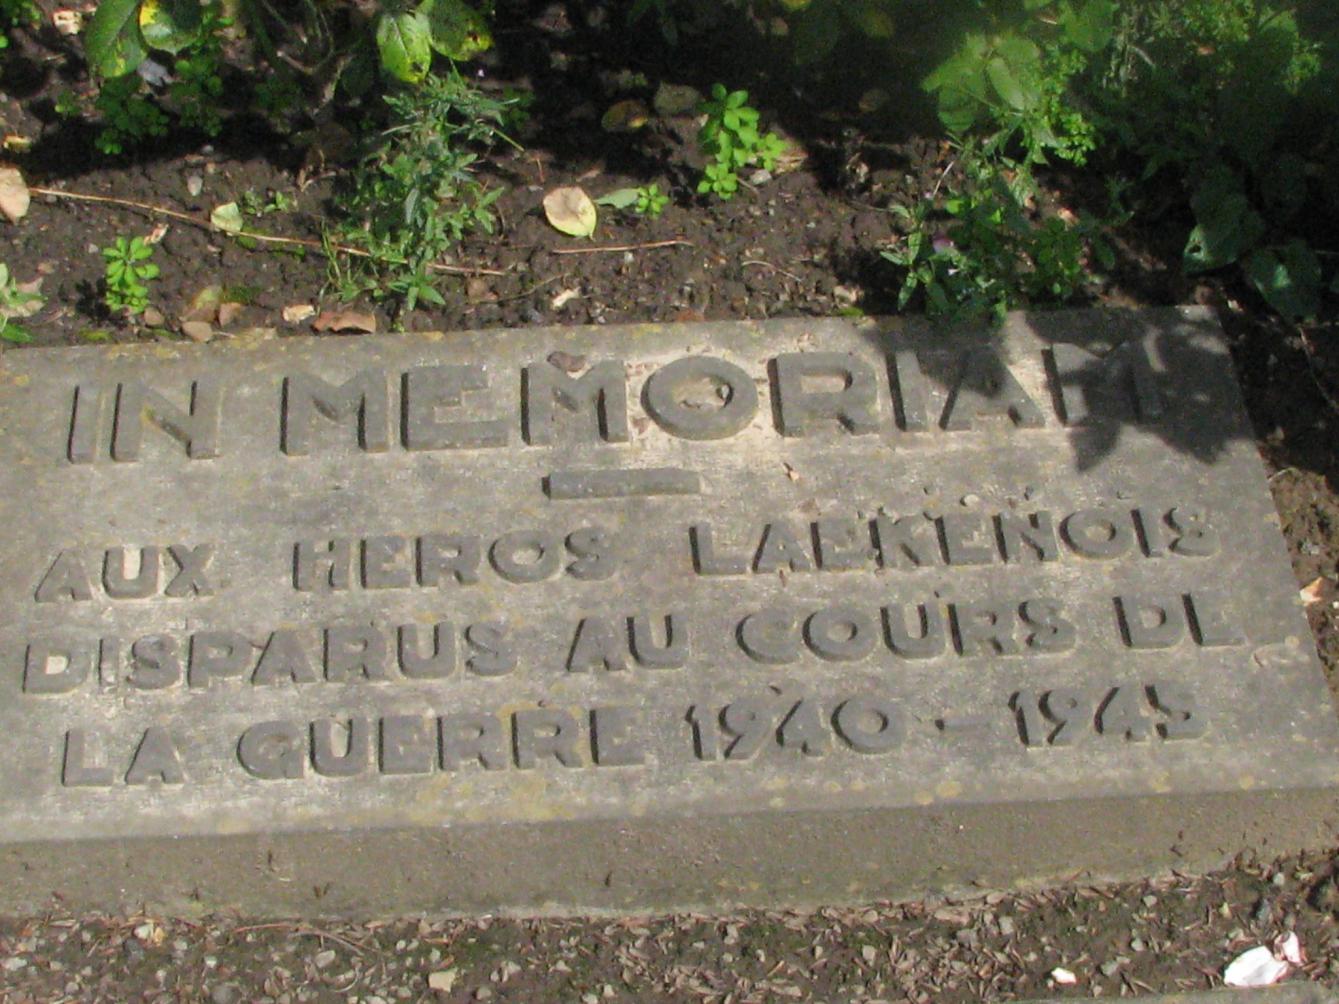 IN MEMORIAM
—
AUX HEROS LAEKENOIS
DISPARUS AU COURS DE
LA GUERRE 1940 - 1945